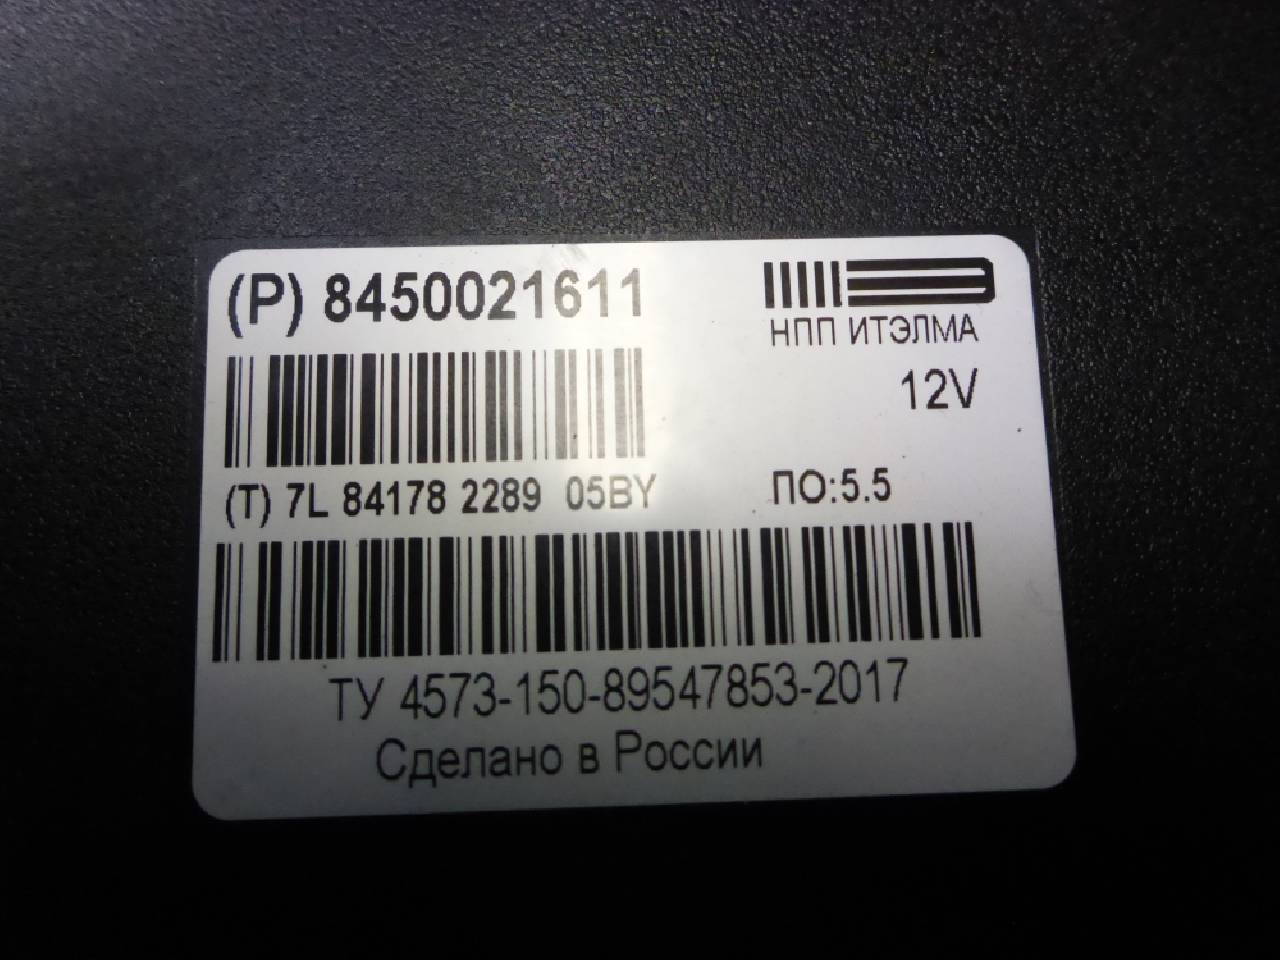 (P) 8450021611
НПП ИТЭЛМА
12V
(T) 7L 84178 2289 05BY
ПО:5.5
ТУ 4573-150-89547853-2017
Сделано в России